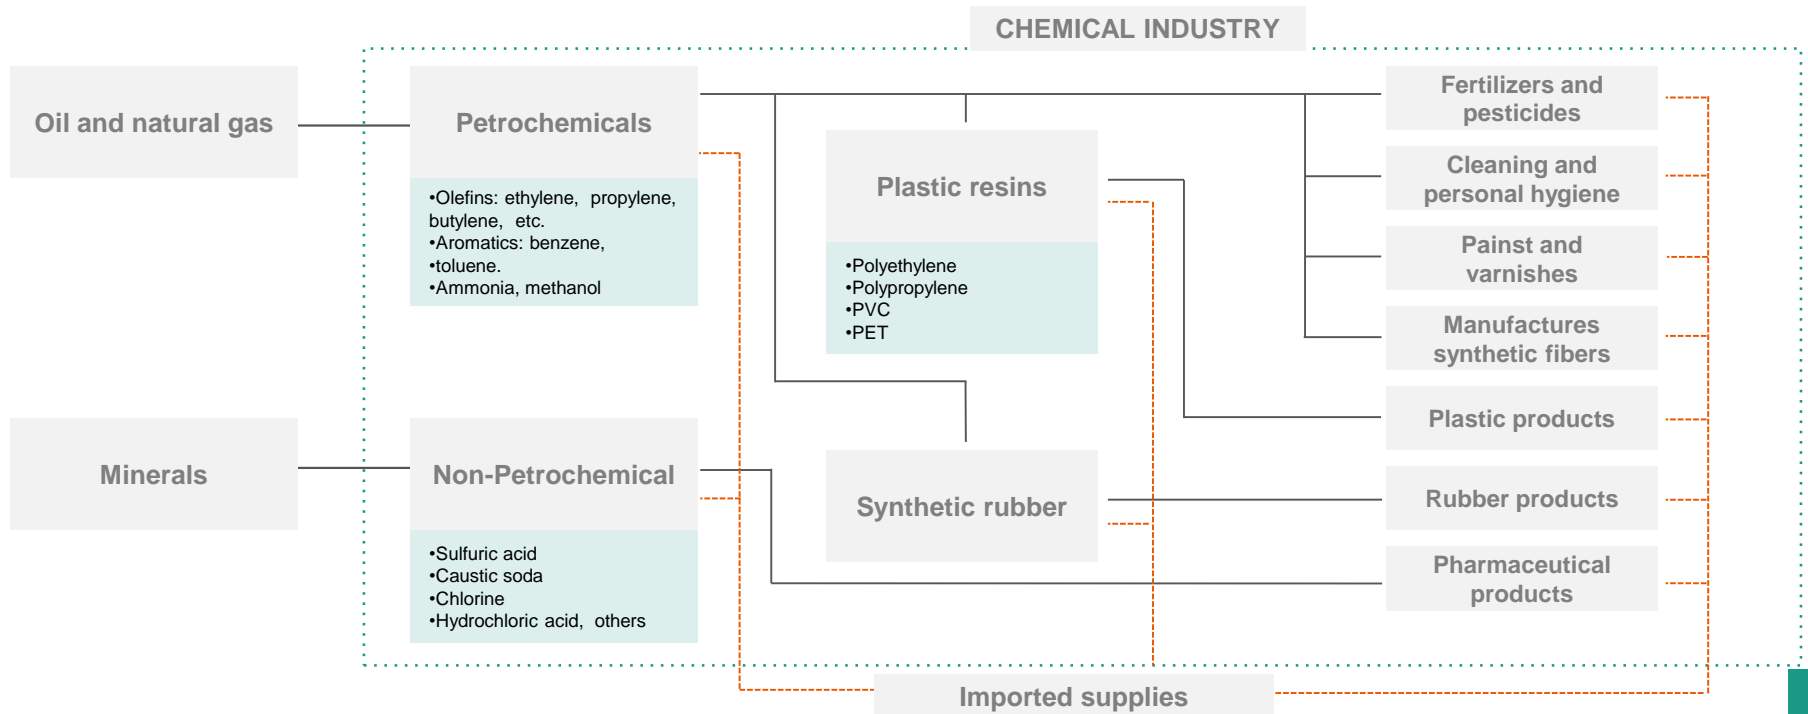 CHEMICAL INDUSTRY
Oil and natural gas
Petrochemicals
•Olefins: ethylene, propylene,
butylene, etc.
•Aromatics: benzene,
•toluene.
•Ammonia, methanol
Plastic resins
•Polyethylene
•Polypropylene
•PVC
•PET
Fertilizers and
pesticides
Cleaning and
personal hygiene
Painst and
varnishes
Manufactures
synthetic fibers
Plastic products
Minerals
Non-Petrochemical
•Sulfuric acid
•Caustic soda
•Chlorine
•Hydrochloric acid, others
Synthetic rubber
Rubber products
Pharmaceutical
products
Imported supplies